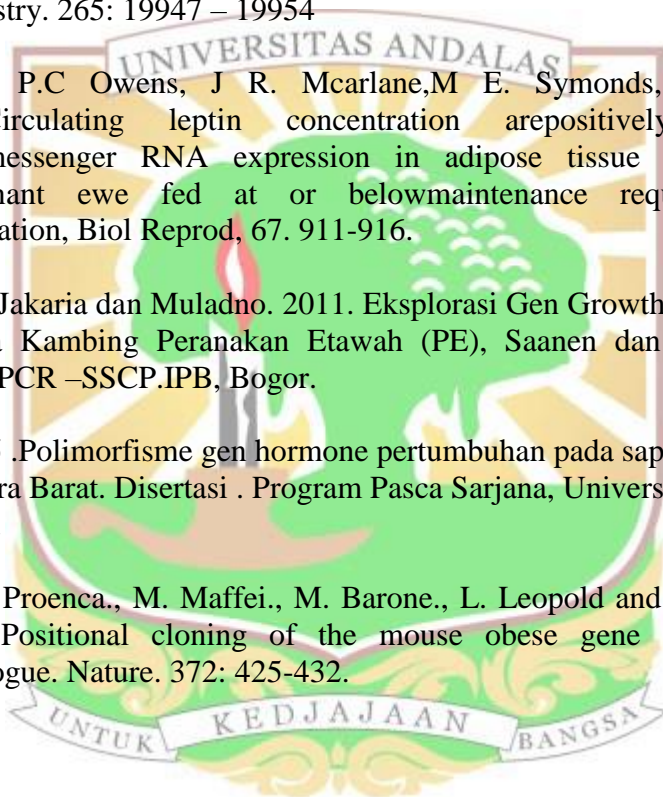 stry. 265: 19947 – 19954
UNIVERSITAS ANDALAS
P.C Owens, J R. Mcarlane,M E. Symonds,
irculating leptin concentration arepositively
nessenger RNA expression in adipose tissue
nant ewe fed at or belowmaintenance requ
ation, Biol Reprod, 67. 911-916.
Jakaria dan Muladno. 2011. Eksplorasi Gen Growth
Kambing Peranakan Etawah (PE), Saanen dan
PCR –SSCP.IPB, Bogor.
.Polimorfisme gen hormone pertumbuhan pada sap
ra Barat. Disertasi . Program Pasca Sarjana, Univers
Proenca., M. Maffei., M. Barone., L. Leopold and
Positional cloning of the mouse obese gene
ogue. Nature. 372: 425-432.
UNTUK KEDJAJAAN BANGSA